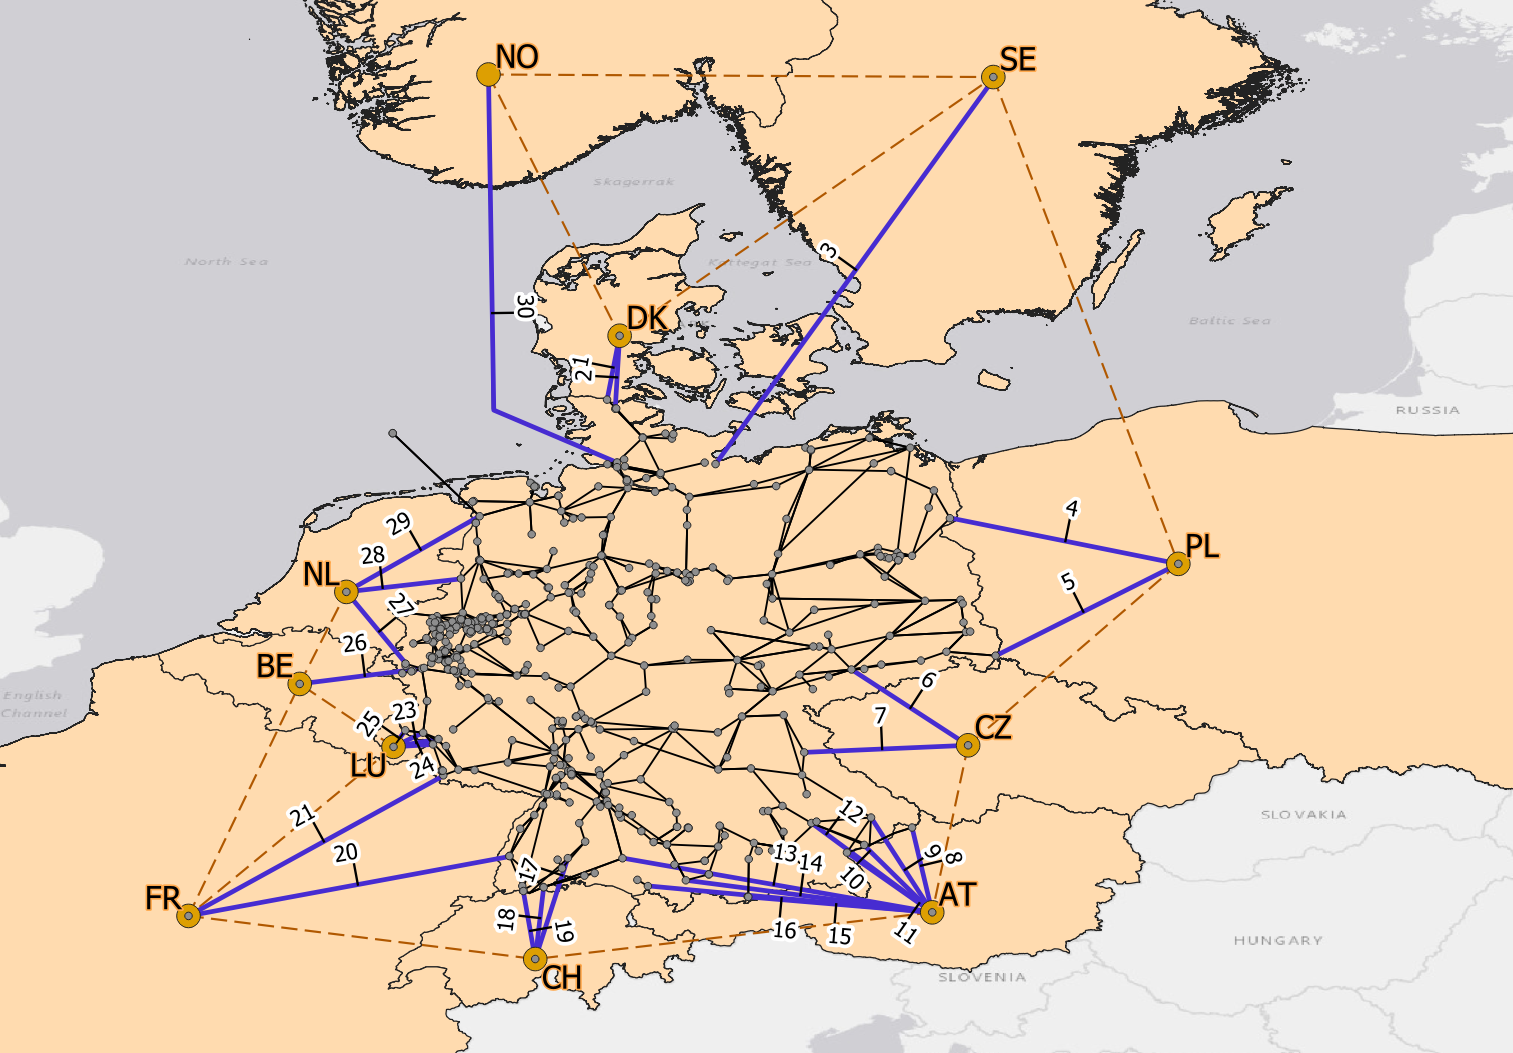 NO
SE
Skagerrak
3
North Sea
Kattegat Sea
30
DK
Baltic Sea
21
RUSSIA
4
29
PL
28
NL
5
27
26
BE
6
English
Channel
23
7
25
CZ
LU
24
12
21
SLOVAKIA
20
13
14
9
8
17
10
FR
AT
18
19
16
15
11
HUNGARY
CH
SLOVENIA